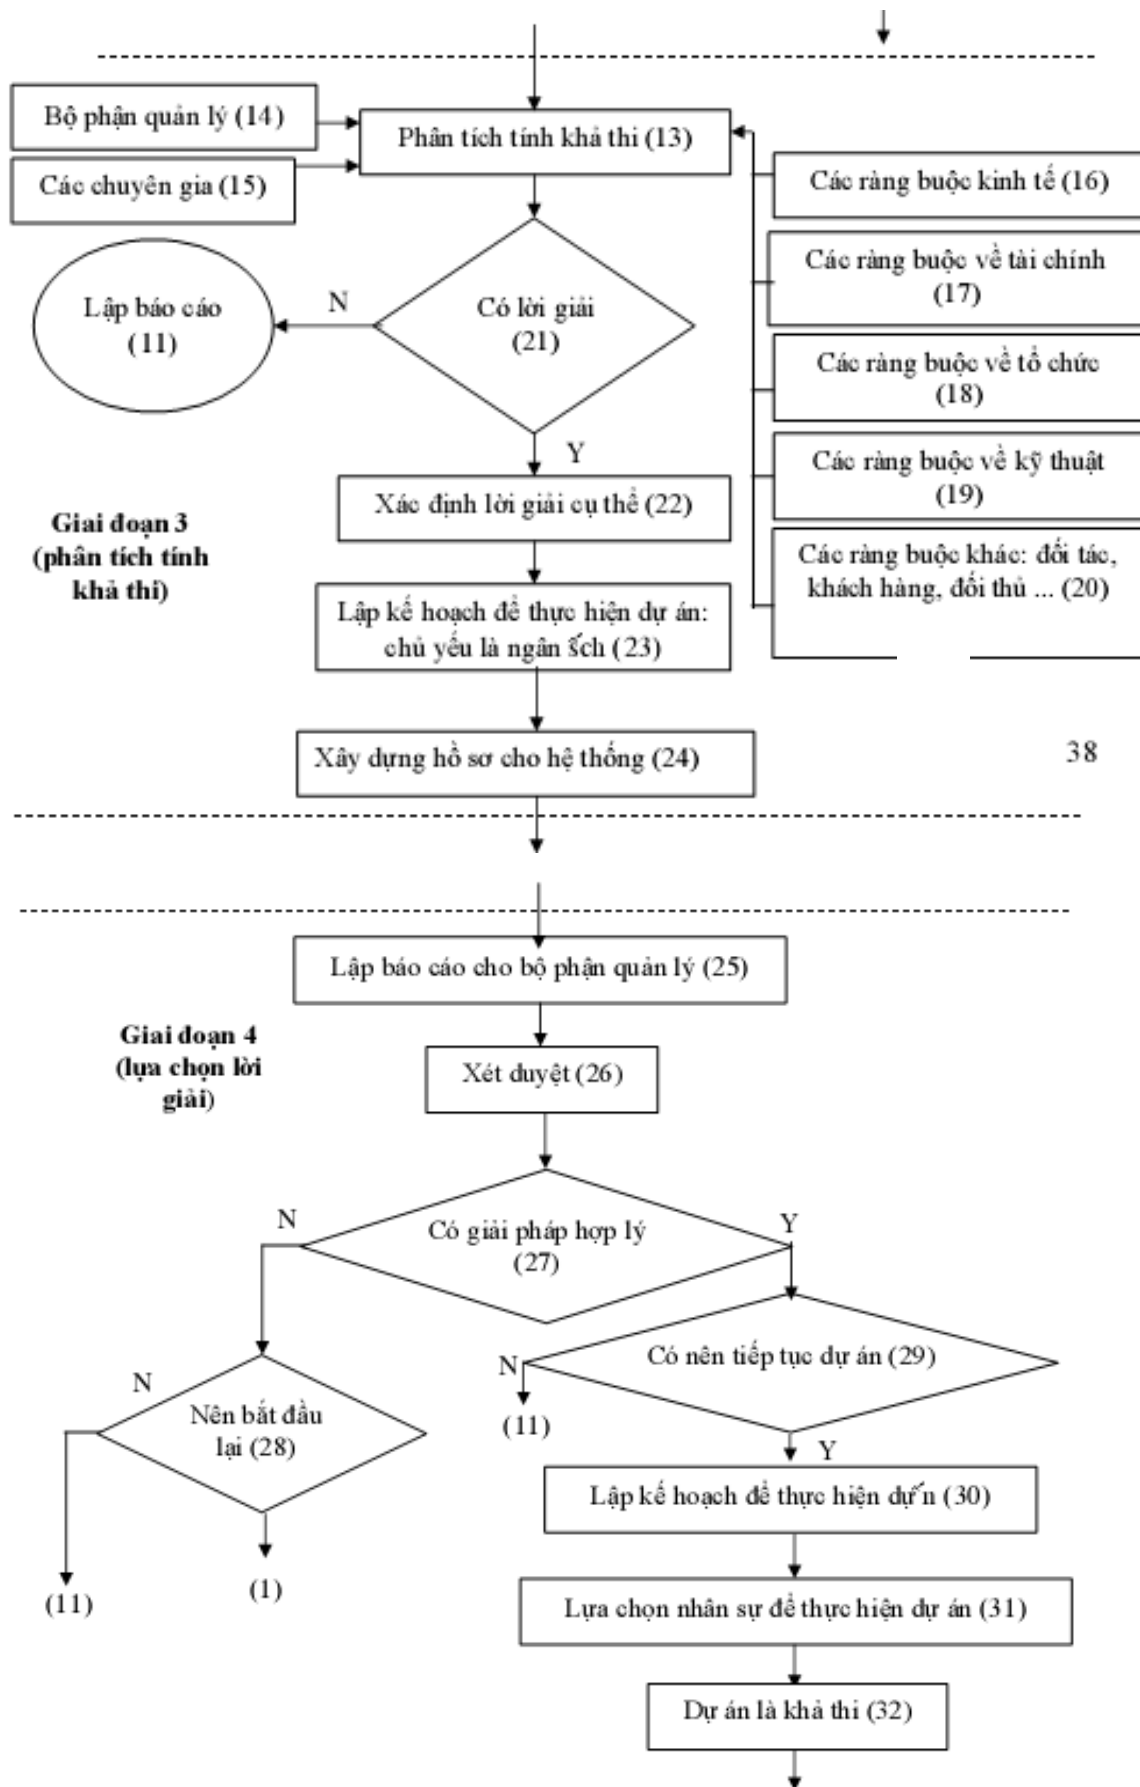 Bộ phận quản lý (14)
Phân tích tính khả thi (13)
Các chuyên gia (15)
Các ràng buộc kinh tế (16)
Các ràng buộc về tài chính
(17)
Lập báo cáo
(11)
N
Có lời giải
(21)
Các ràng buộc về tổ chức
(18)
Y
Các ràng buộc về kỹ thuật
(19)
Xác định lời giải cụ thể (22)
Giai đoạn 3
(phân tích tính
khả thi)
Các ràng buộc khác: đối tác,
khách hàng, đối thủ ... (20)
Lập kế hoạch để thực hiện dự án:
chủ yếu là ngân (23)
Xây dựng hồ sơ cho hệ thống (24)
38
Lập báo cáo cho bộ phận quản lý (25)
Giai đoạn 4
(lựa chọn lời
giải)
Xét duyệt (26)
N
Có giải pháp hợp lý
(27)
Y
Có nên tiếp tục dự án (29)
N
(11)
N
Nên bắt đầu
lại (28)
Y
Lập kế hoạch để thực hiện (30)
(11)
(1)
Lựa chọn nhân sự để thực hiện dự án (31)
Dự án là khả thi (32)